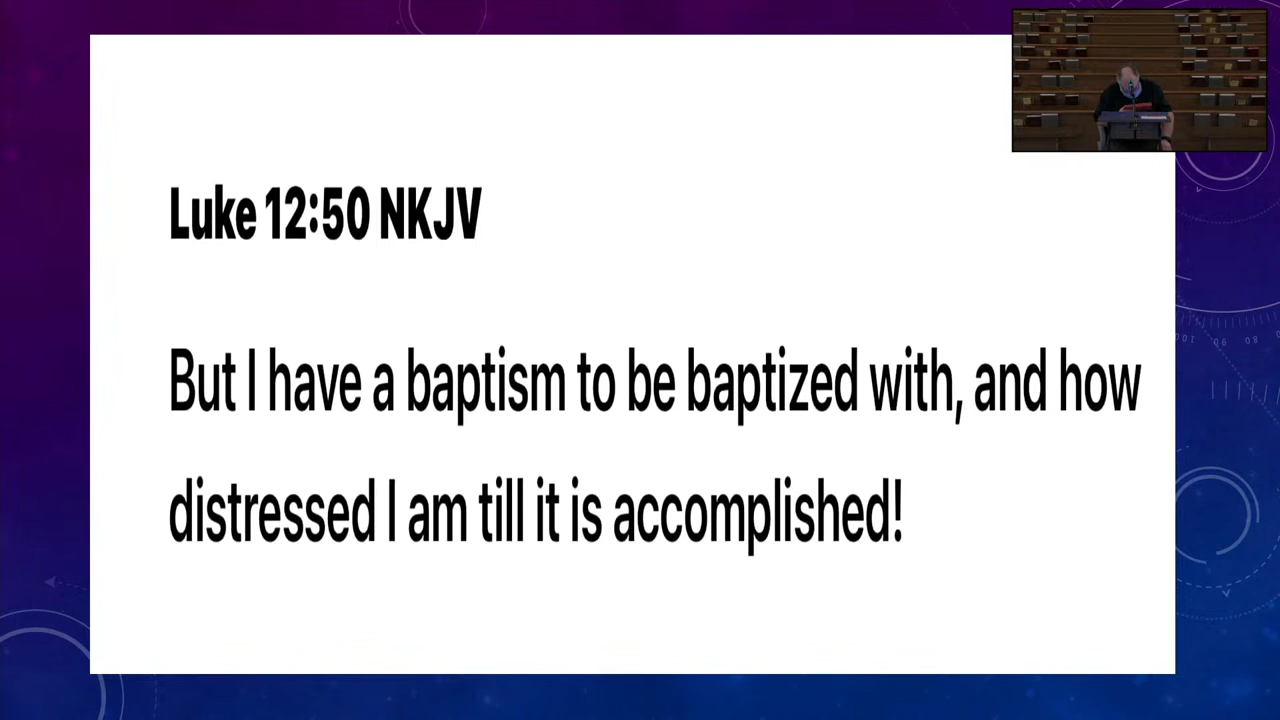 Luke 12:50 NKJV
But I have a baptism to be baptized with, and how
distressed I am till it is accomplished!